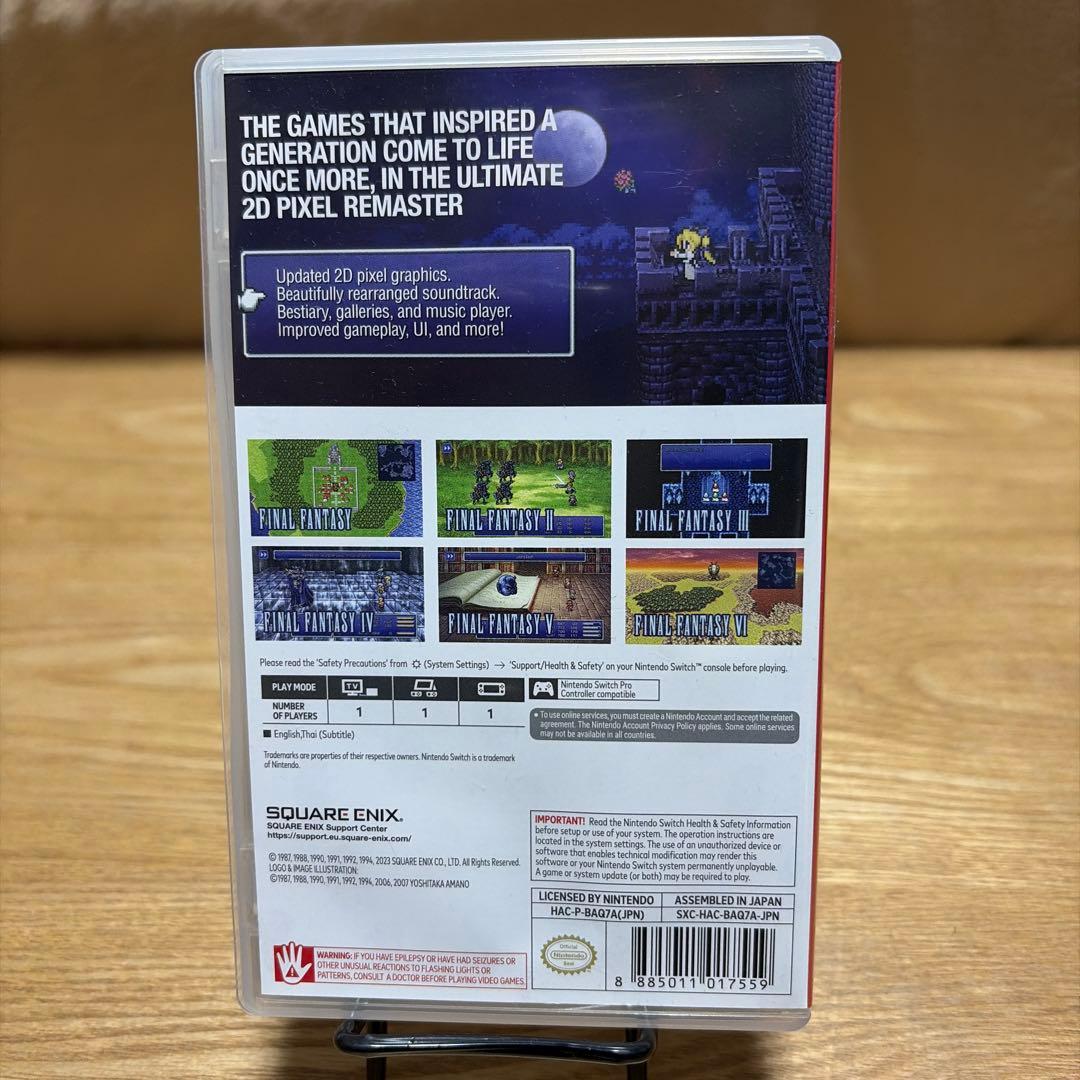 THE GAMES THAT INSPIRED A
GENERATION COME TO LIFE
ONCE MORE, IN THE ULTIMATE
2D PIXEL REMASTER
Updated 2D pixel graphics.
Beautifully rearranged soundtrack.
Bestiary, galleries, and music player.
Improved gameplay, UI, and more!
FINAL FANTASY
FINAL FANTASY II
FINAL FANTASY III
FINAL FANTASY IV
FINAL FANTASY V
FINAL FANTASY VI
Please read the 'Safety Precautions' from (System Settings) → 'Support/Health & Safety' on your Nintendo Switch™ console before playing.
PLAY MODE
TV
NUMBER
OF PLAYERS
1
1
1
Nintendo Switch Pro
Controller compatible
• To use online services, you must create a Nintendo Account and accept the related
agreement. The Nintendo Account Privacy Policy applies. Some online services
may not be available in all countries.
■ English,Thai (Subtitle)
Trademarks are properties of their respective owners. Nintendo Switch is a trademark
of Nintendo.
SQUARE ENIX®
SQUARE ENIX Support Center
https://support.eu.square-enix.com/
© 1987, 1988, 1990, 1991, 1992, 1994, 2023 SQUARE ENIX CO., LTD. All Rights Reserved.
LOGO & IMAGE ILLUSTRATION:
©1987, 1988, 1990, 1991, 1992, 1994, 2006, 2007 YOSHITAKA AMANO
IMPORTANT! Read the Nintendo Switch Health & Safety Information
before setup or use of your system. The operation instructions are
located in the system settings. The use of an unauthorized device or
software that enables technical modification may render this
software or your Nintendo Switch system permanently unplayable.
A game or system update (or both) may be required to play.
LICENSED BY NINTENDO
ASSEMBLED IN JAPAN
HAC-P-BAQ7A(JPN)
SXC-HAC-BAQ7A-JPN
Official
Nintendo
Seal
8 885011 017559
WARNING: IF YOU HAVE EPILEPSY OR HAVE HAD SEIZURES OR
OTHER UNUSUAL REACTIONS TO FLASHING LIGHTS OR
PATTERNS, CONSULT A DOCTOR BEFORE PLAYING VIDEO GAMES.